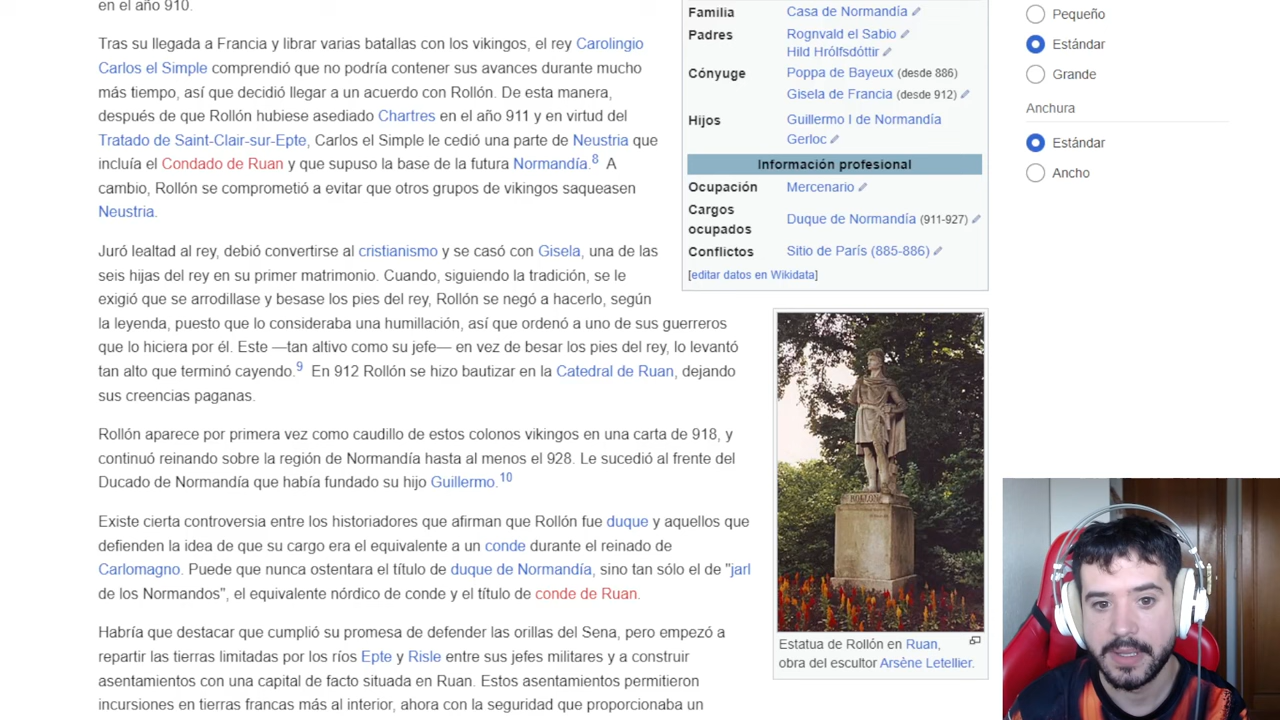 en el año 910.
Tras su llegada a Francia y librar varias batallas con los vikingos, el rey Carolingio
Carlos el Simple comprendió que no podría contener sus avances durante mucho
más tiempo, así que decidió llegar a un acuerdo con Rollón. De esta manera,
después de que Rollón hubiese asediado Chartres en el año 911 y en virtud del
Tratado de Saint-Clair-sur-Epte, Carlos el Simple le cedió una parte de Neustria que
incluía el Condado de Ruan y que supuso la base de la futura Normandía.8 A
cambio, Rollón se comprometió a evitar que otros grupos de vikingos saqueasen
Neustria.
Juró lealtad al rey, debió convertirse al cristianismo y se casó con Gisela, una de las
seis hijas del rey en su primer matrimonio. Cuando, siguiendo la tradición, se le
exigió que se arrodillase y besase los pies del rey, Rollón se negó a hacerlo, según
la leyenda, puesto que lo consideraba una humillación, así que ordenó a uno de sus guerreros
que lo hiciera por él. Este —tan altivo como su jefe— en vez de besar los pies del rey, lo levantó
tan alto que terminó cayendo.9 En 912 Rollón se hizo bautizar en la Catedral de Ruan, dejando
sus creencias paganas.
Rollón aparece por primera vez como caudillo de estos colonos vikingos en una carta de 918, y
continuó reinando sobre la región de Normandía hasta al menos el 928. Le sucedió al frente del
Ducado de Normandía que había fundado su hijo Guillermo.10
Existe cierta controversia entre los historiadores que afirman que Rollón fue duque y aquellos que
defienden la idea de que su cargo era el equivalente a un conde durante el reinado de
Carlomagno. Puede que nunca ostentara el título de duque de Normandía, sino tan sólo el de "jarl
de los Normandos", el equivalente nórdico de conde y el título de conde de Ruan.
Habría que destacar que cumplió su promesa de defender las orillas del Sena, pero empezó a
repartir las tierras limitadas por los ríos Epte y Risle entre sus jefes militares y a construir
asentamientos con una capital de facto situada en Ruan. Estos asentamientos permitieron
incursiones en tierras francas más al interior, ahora con la seguridad que proporcionaba un
Familia Casa de Normandía
Padres Rognvald el Sabio
Hild Hrólfsdóttir
Cónyuge Poppa de Bayeux (desde 886)
Gisela de Francia (desde 912)
Hijos Guillermo I de Normandía
Gerloc
Información profesional
Ocupación Mercenario
Cargos
ocupados Duque de Normandía (911-927)
Conflictos Sitio de París (885-886)
[editar datos en Wikidata]
ROLLON
Estatua de Rollón en Ruan,
obra del escultor Arsène Letellier.
Pequeño
Estándar
Grande
Anchura
Estándar
Ancho